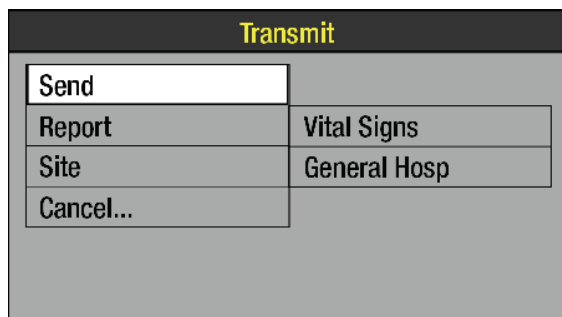 Transmit
Send
Report Vital Signs
Site General Hosp
Cancel...